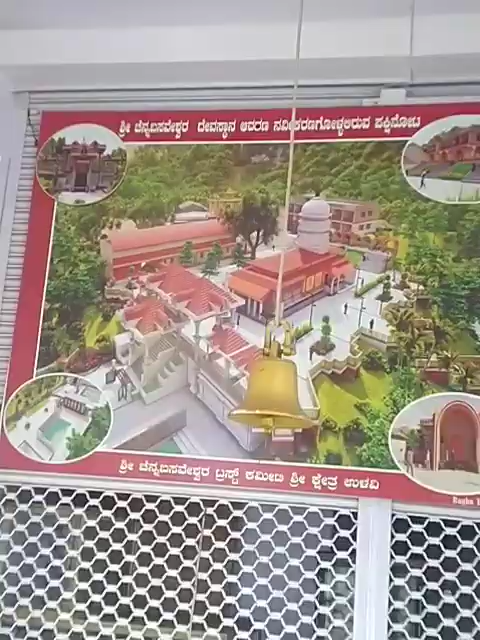 ಶ್ರೀ ಚೆನ್ನಬಸವೇಶ್ವರ ದೇವಸ್ಥಾನ ಆವರಣ ನವೀಕರಣಗೊಳ್ಳಲಿರುವ ಪಕ್ಷಿನೋಟ
ಶ್ರೀ ಚೆನ್ನಬಸವೇಶ್ವರ ಟ್ರಸ್ಟ್ ಕಮೀಟಿ ಶ್ರೀ ಕ್ಷೇತ್ರ ಉಳವಿ